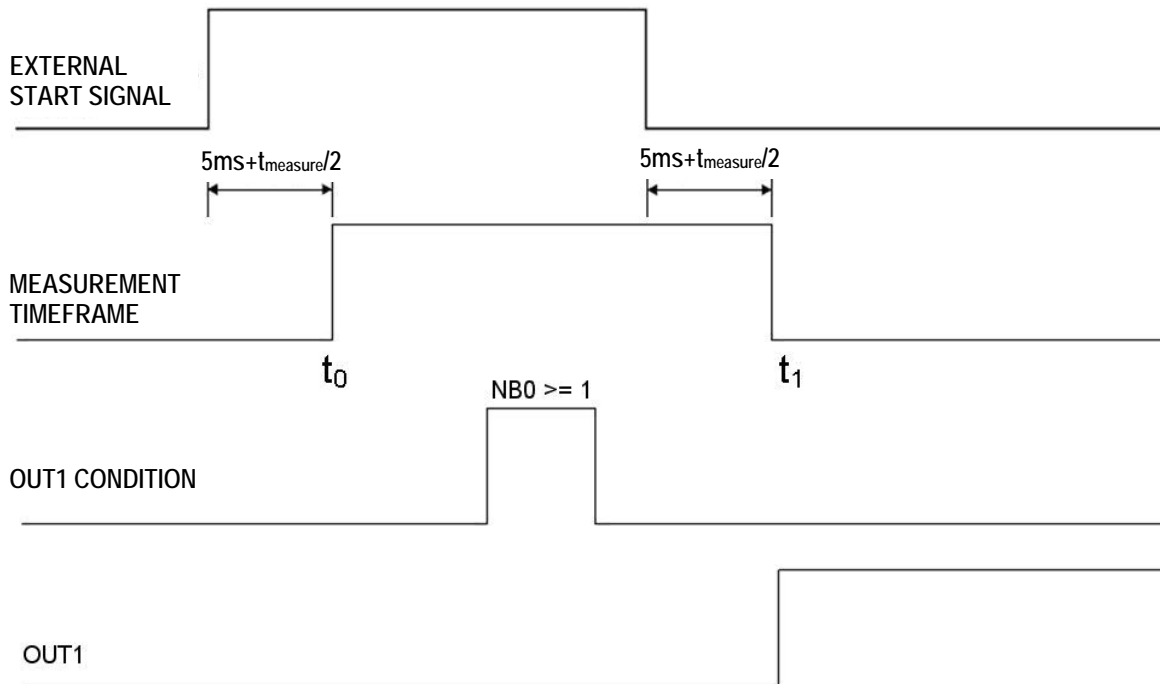 EXTERNAL
START SIGNAL
5ms+tmeasure/2
5ms+tmeasure/2
MEASUREMENT
TIMEFRAME
t0
t1
NB0 >= 1
OUT1 CONDITION
OUT1